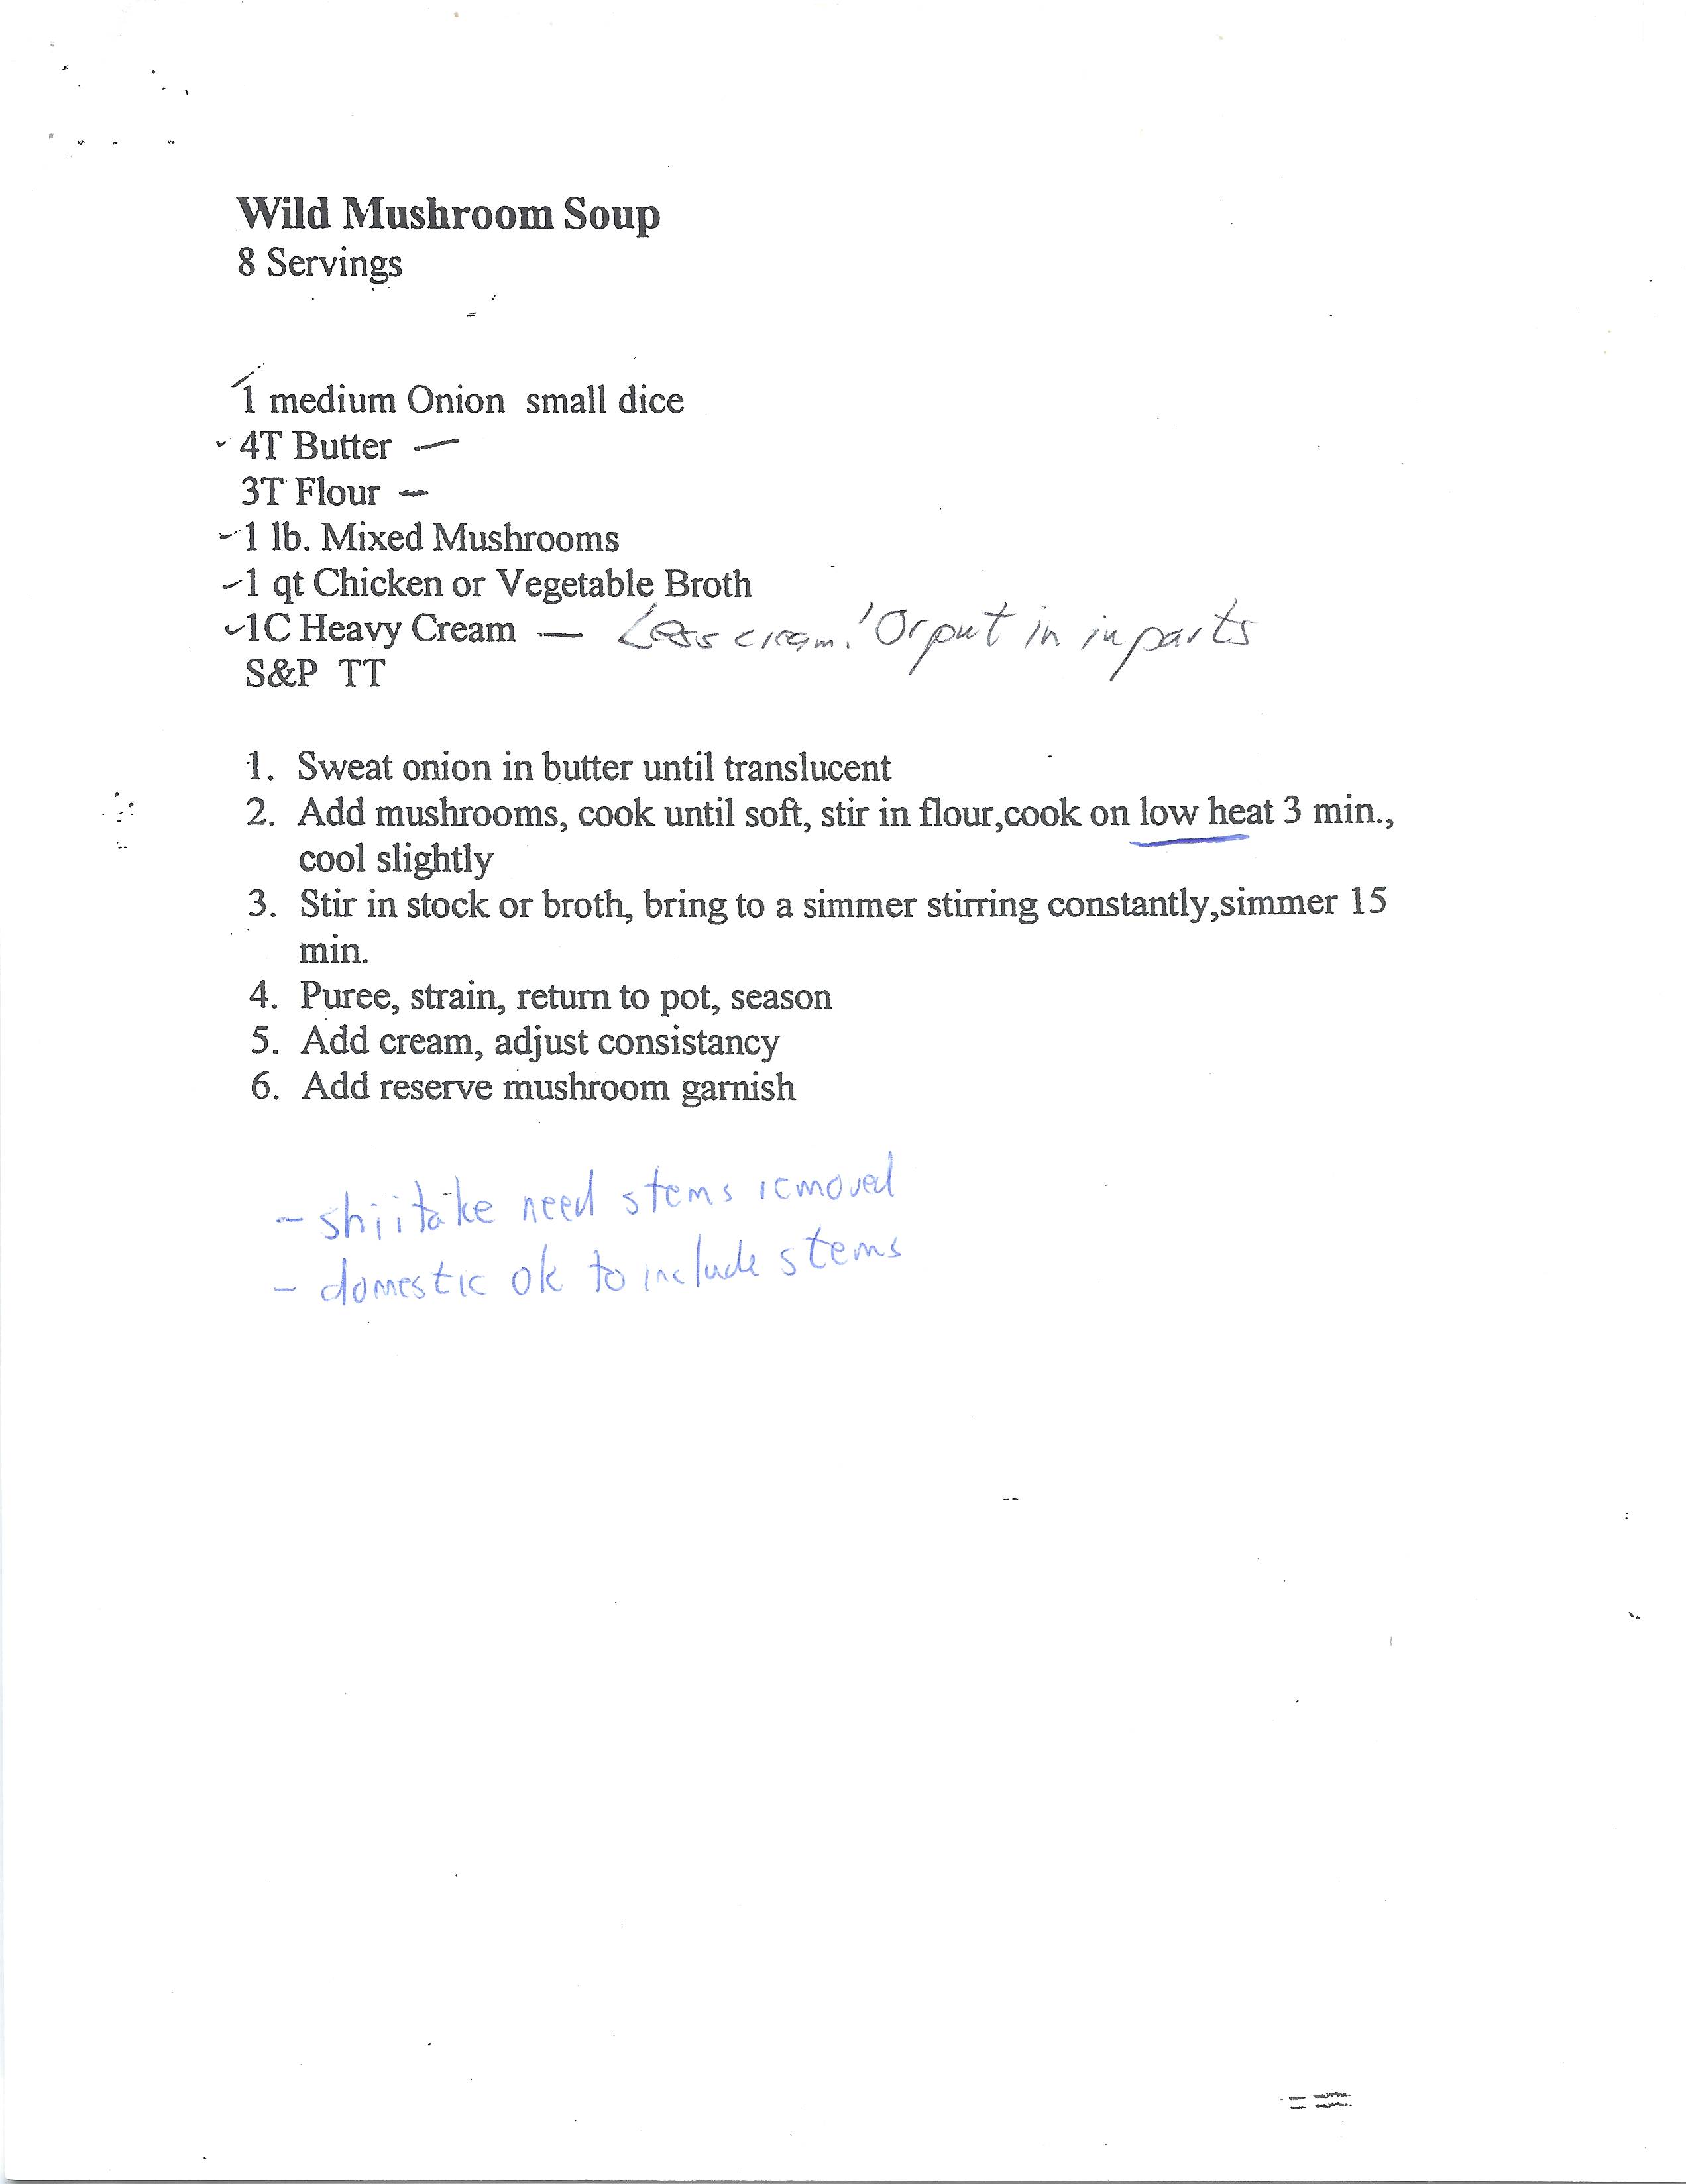 Wild Mushroom Soup
8 Servings
1 medium Onion small dice
4T Butter —
3T Flour —
1 lb. Mixed Mushrooms
1 qt Chicken or Vegetable Broth
1C Heavy Cream — Less cream! Or put in in parts
S&P TT
1. Sweat onion in butter until translucent
2. Add mushrooms, cook until soft, stir in flour,cook on low heat 3 min.,
cool slightly
3. Stir in stock or broth, bring to a simmer stirring constantly,simmer 15
min.
4. Puree, strain, return to pot, season
5. Add cream, adjust consistancy
6. Add reserve mushroom garnish
- shiitake need stems removed
- domestic ok to include stems